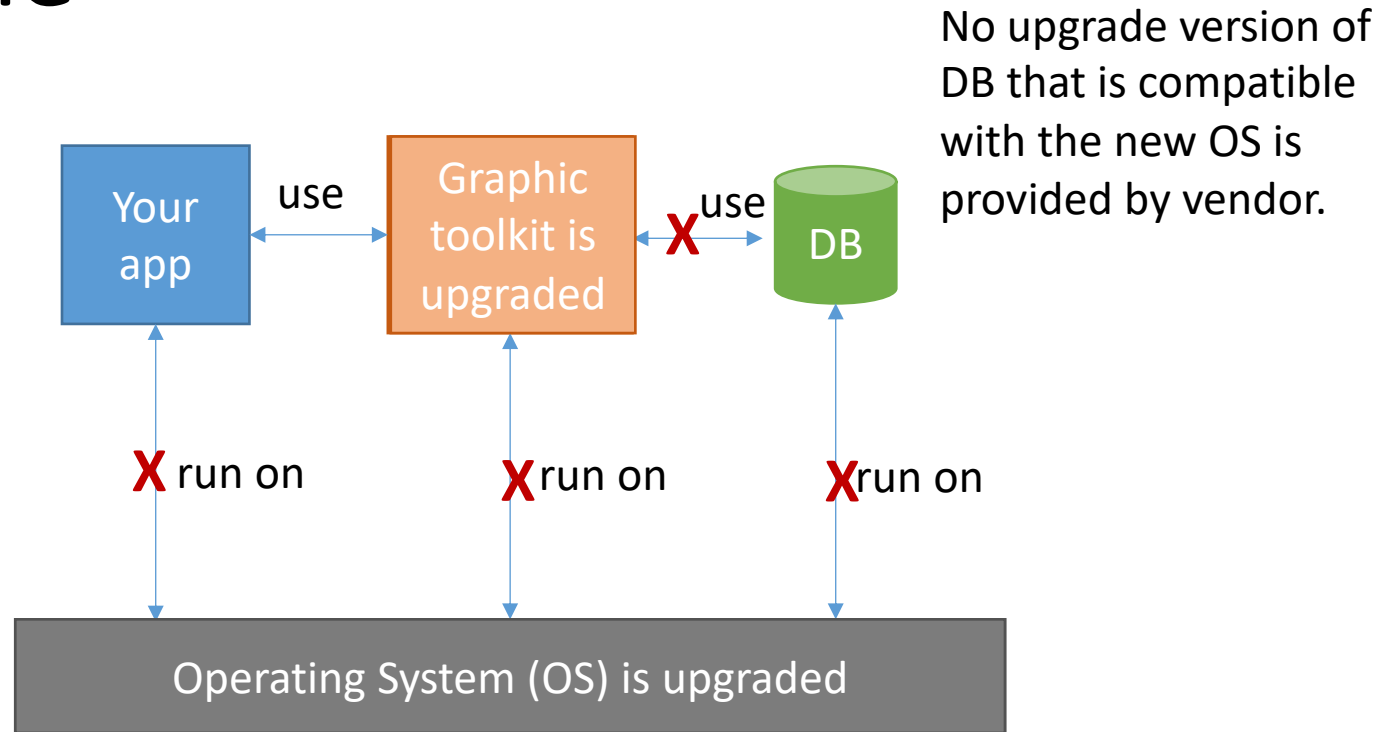 No upgrade version of
DB that is compatible
with the new OS is
provided by vendor.
Your
app
use
Graphic
toolkit is
upgraded
X
use
DB
X run on
X run on
X run on
Operating System (OS) is upgraded